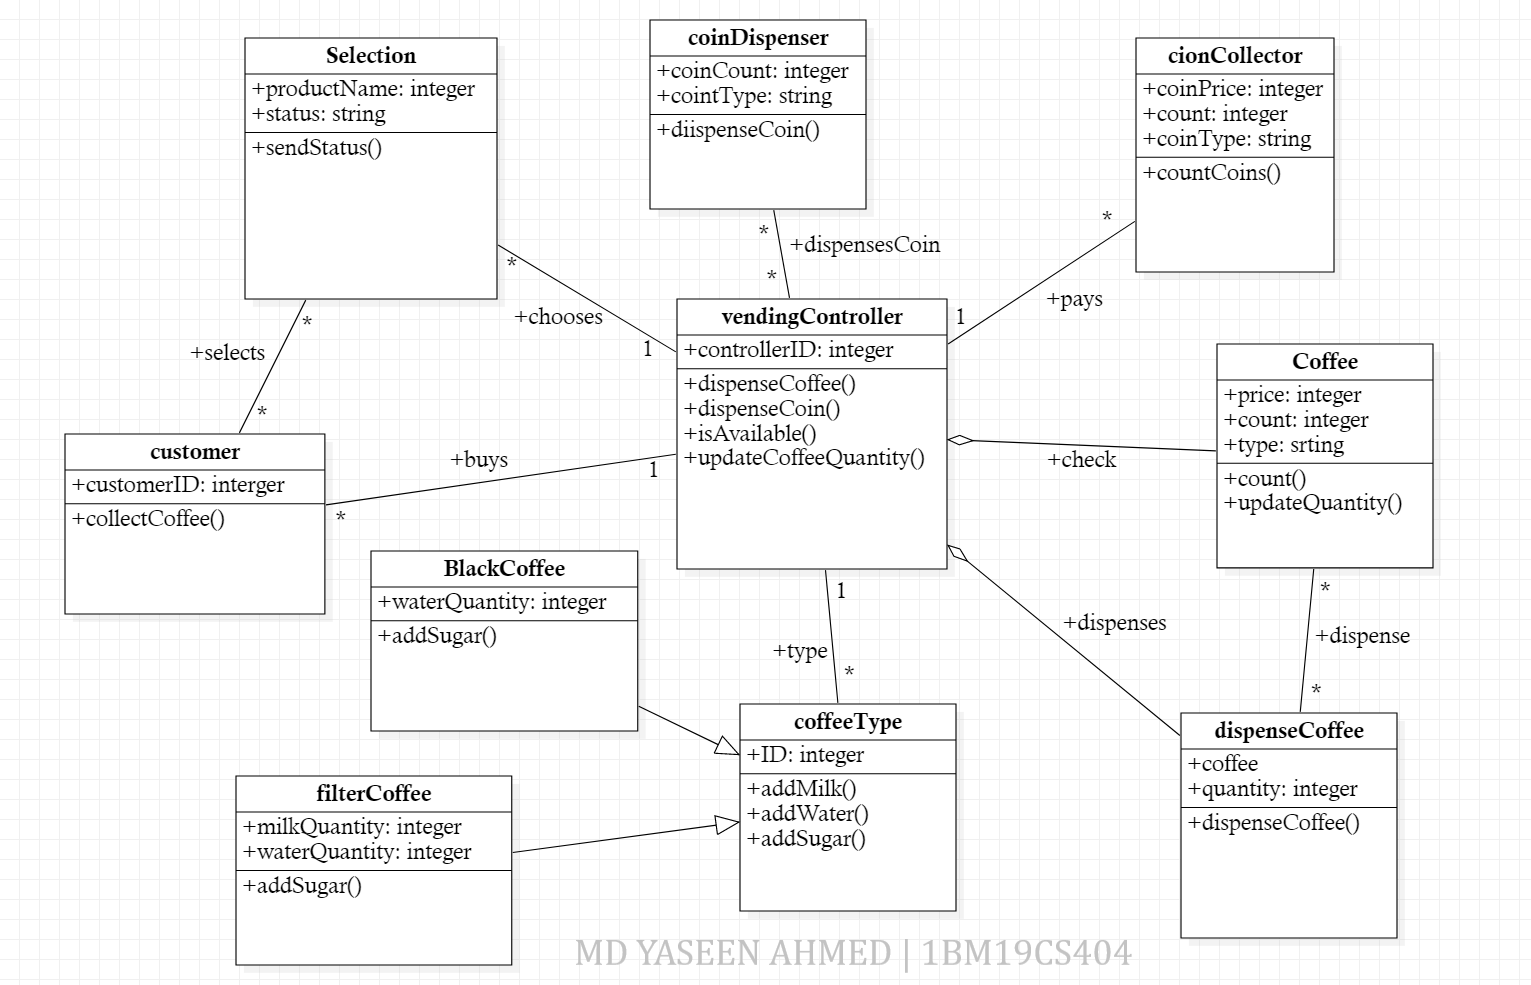 Selection
+productName: integer
+status: string
+sendStatus()
coinDispenser
+coinCount: integer
+cointType: string
+diispenseCoin()
cionCollector
+coinPrice: integer
+count: integer
+coinType: string
+countCoins()
*
*
+dispensesCoin
*
*
+chooses
1
*
+pays
1
*
+selects
*
vendingController
+controllerID: integer
+dispenseCoffee()
+dispenseCoin()
+isAvailable()
+updateCoffeeQuantity()
Coffee
+price: integer
+count: integer
+type: srting
+count()
+updateQuantity()
customer
+customerID: interger
+collectCoffee()
+buys
1
*
+check
BlackCoffee
+waterQuantity: integer
+addSugar()
1
+type
*
+dispenses
*
+dispense
*
filterCoffee
+milkQuantity: integer
+waterQuantity: integer
+addSugar()
coffeeType
+ID: integer
+addMilk()
+addWater()
+addSugar()
dispenseCoffee
+coffee
+quantity: integer
+dispenseCoffee()
MD YASEEN AHMED | 1BM19CS404